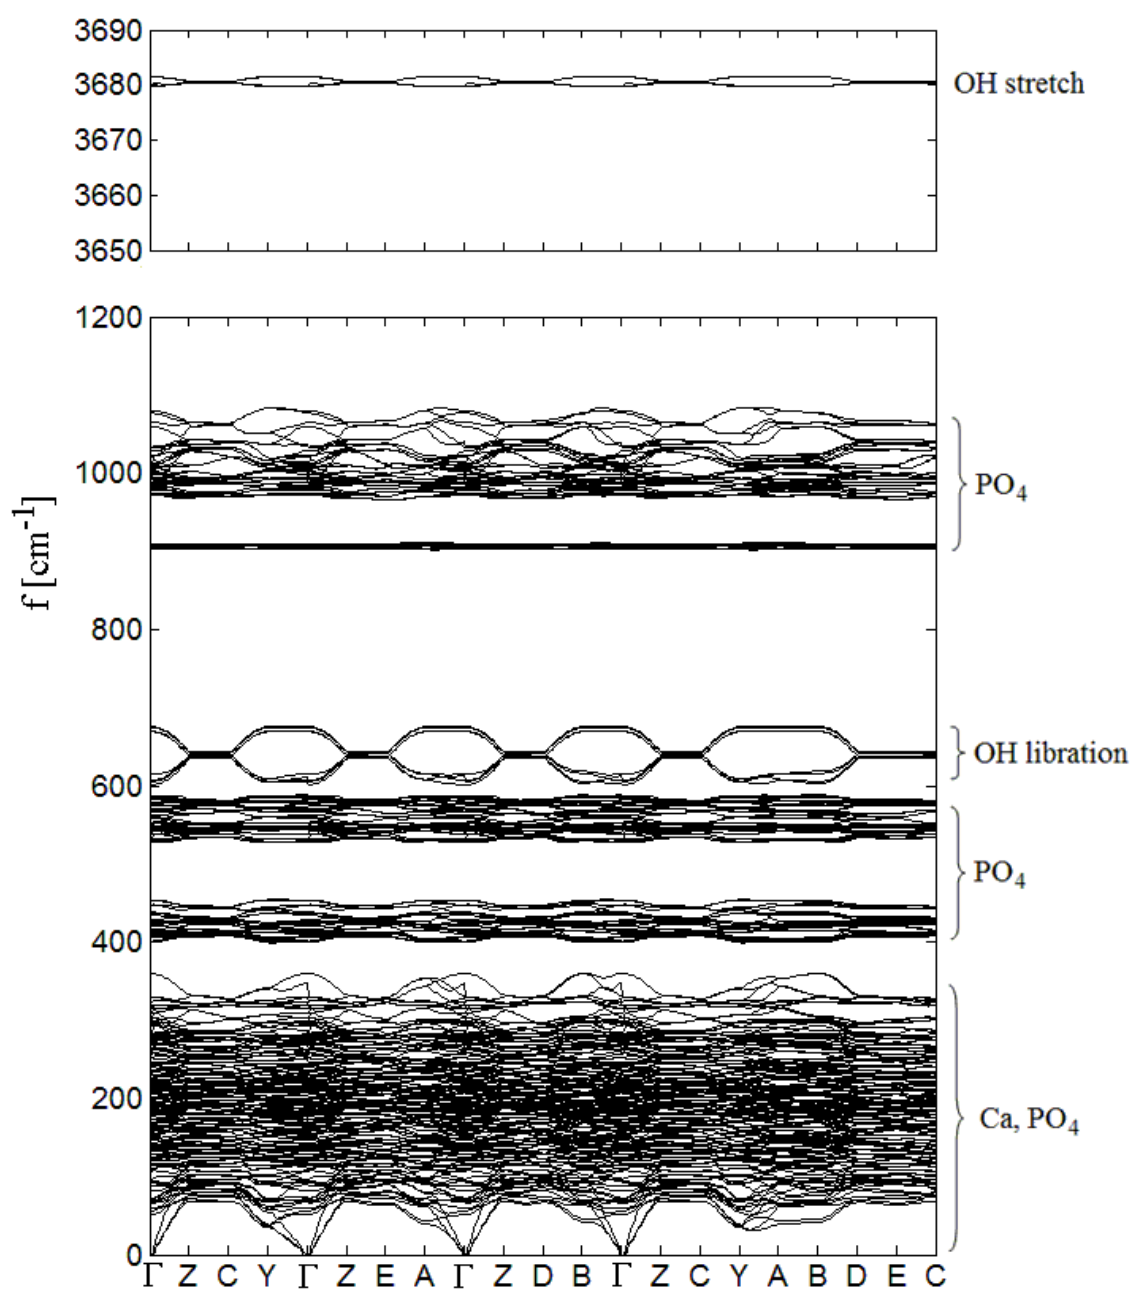 3690
3680
OH stretch
3670
3660
3650
1200
PO4
1000
f [cm-1]
800
OH libration
600
PO4
400
200
Ca, PO4
0
Γ Z C Y Γ Z E A Γ Z D B Γ Z C Y A B D E C